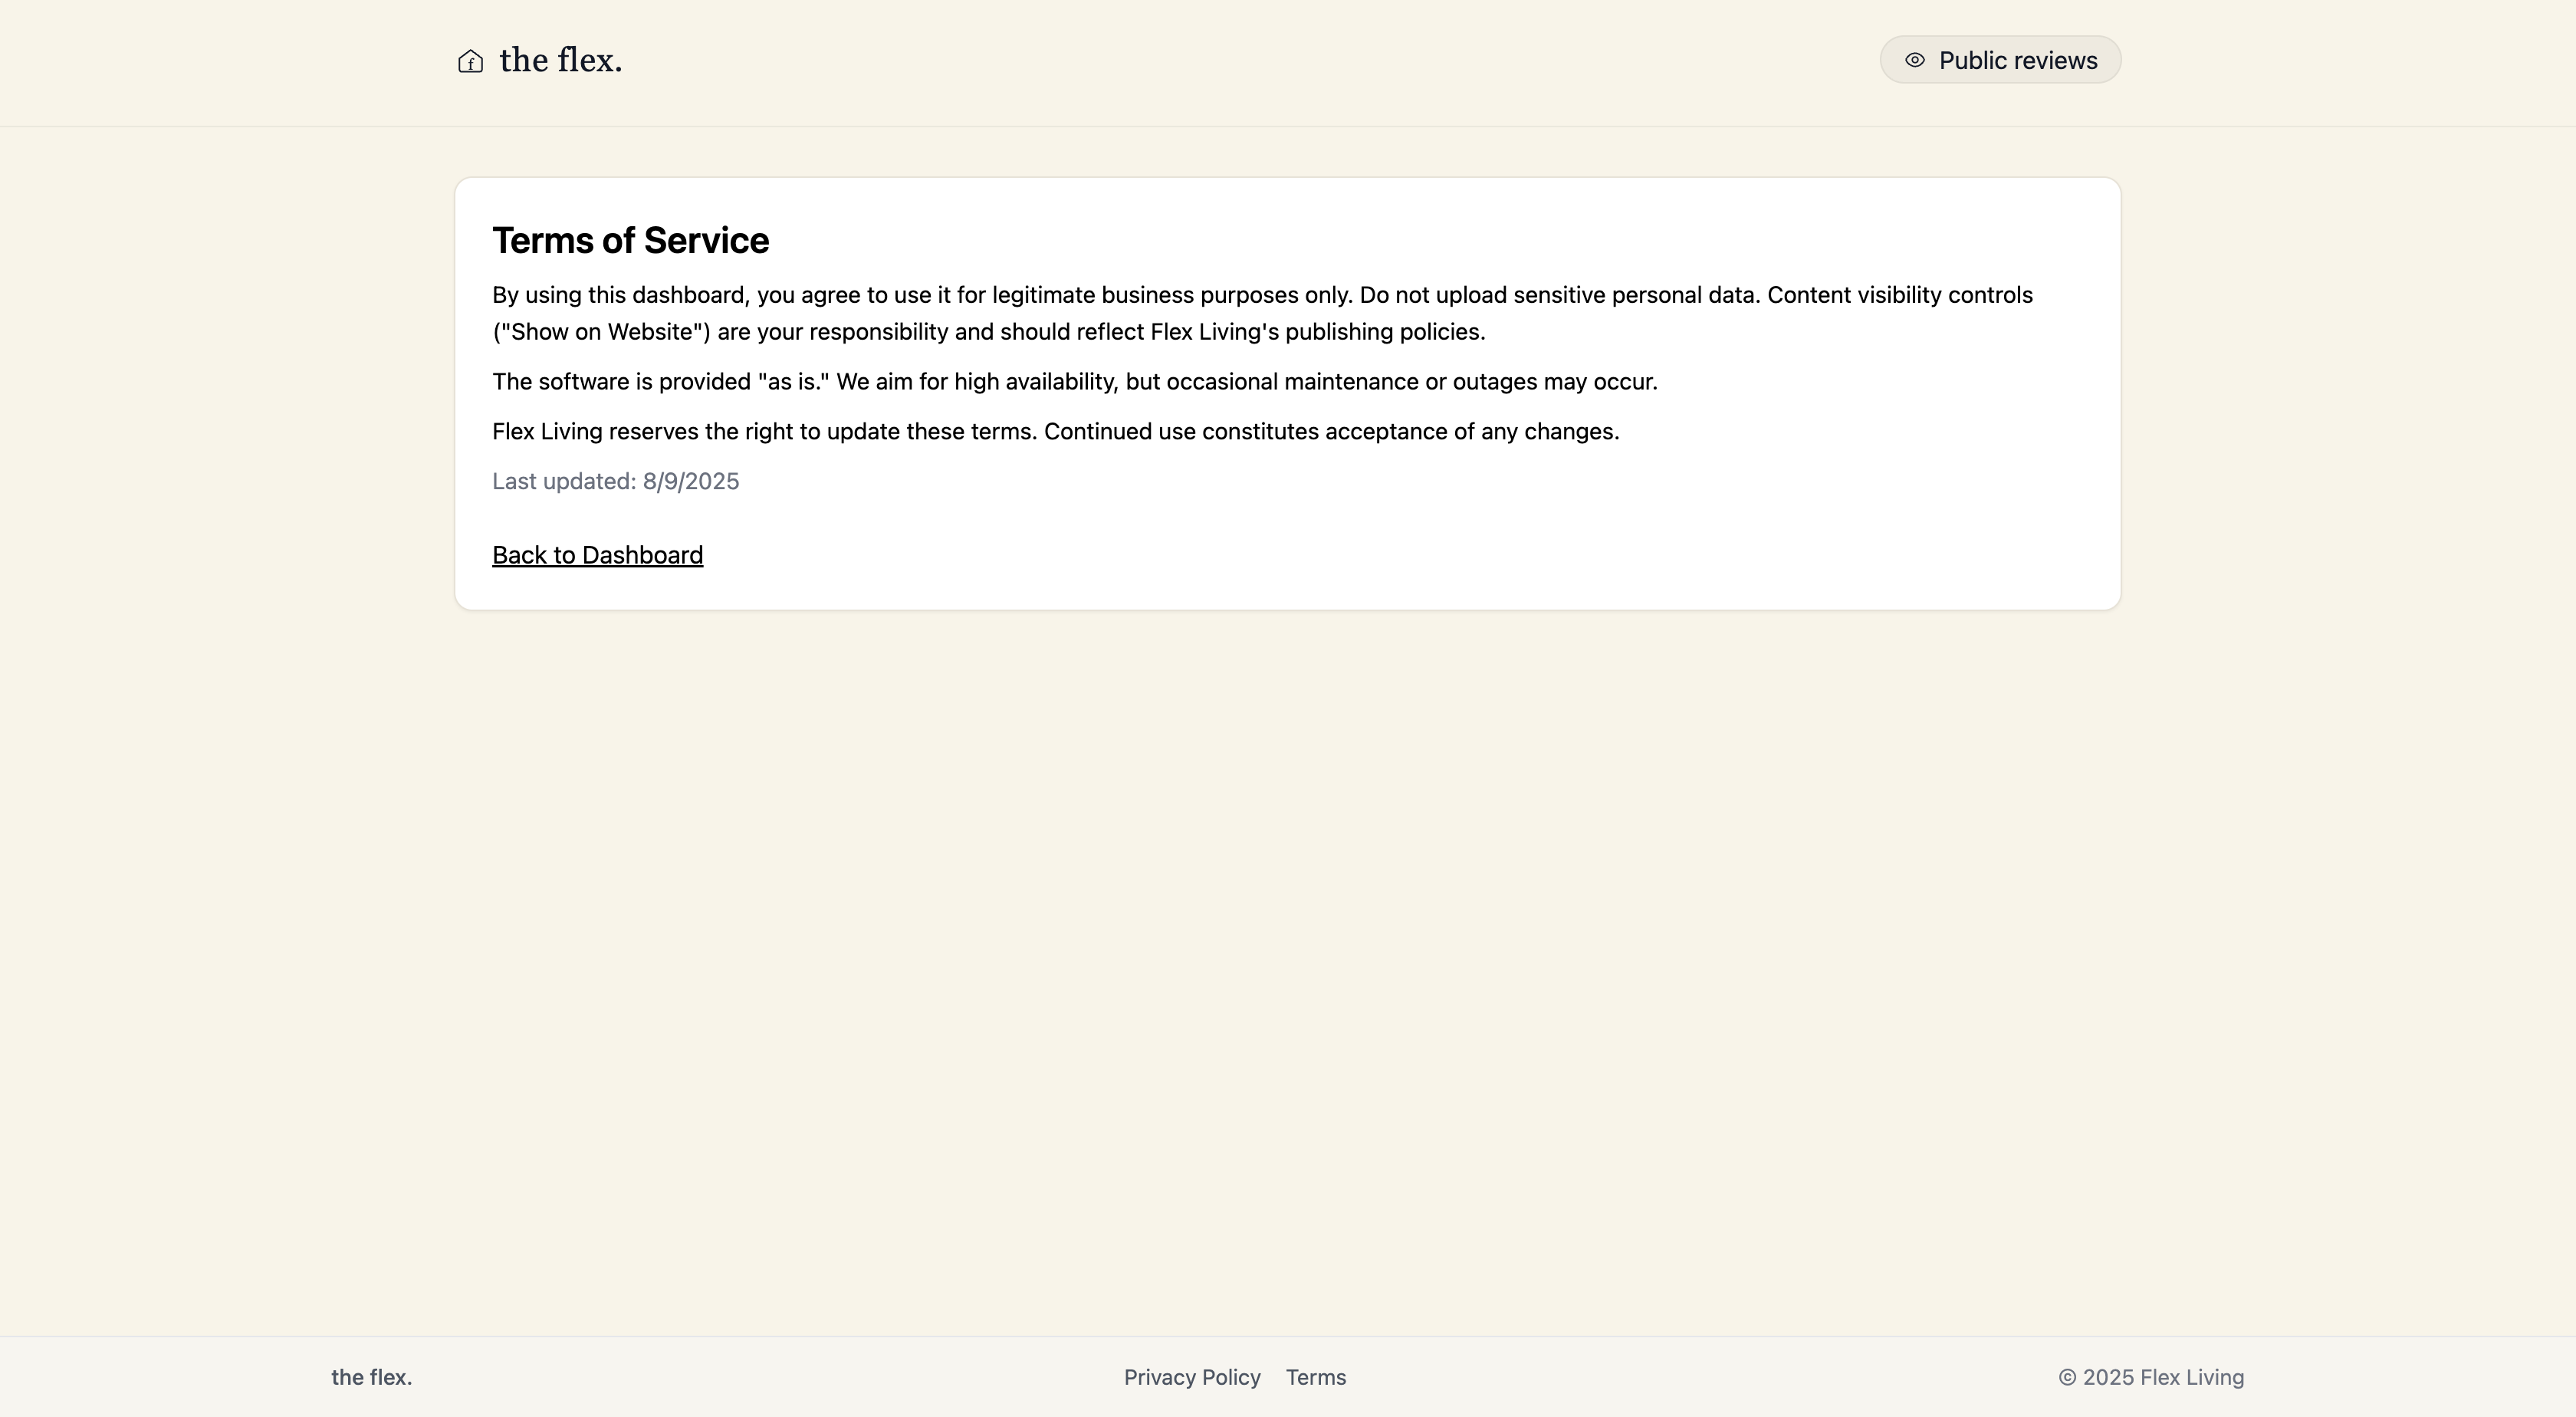 the flex.
Public reviews
Terms of Service
By using this dashboard, you agree to use it for legitimate business purposes only. Do not upload sensitive personal data. Content visibility controls
("Show on Website") are your responsibility and should reflect Flex Living's publishing policies.
The software is provided "as is." We aim for high availability, but occasional maintenance or outages may occur.
Flex Living reserves the right to update these terms. Continued use constitutes acceptance of any changes.
Last updated: 8/9/2025
Back to Dashboard
the flex.
Privacy Policy Terms
© 2025 Flex Living